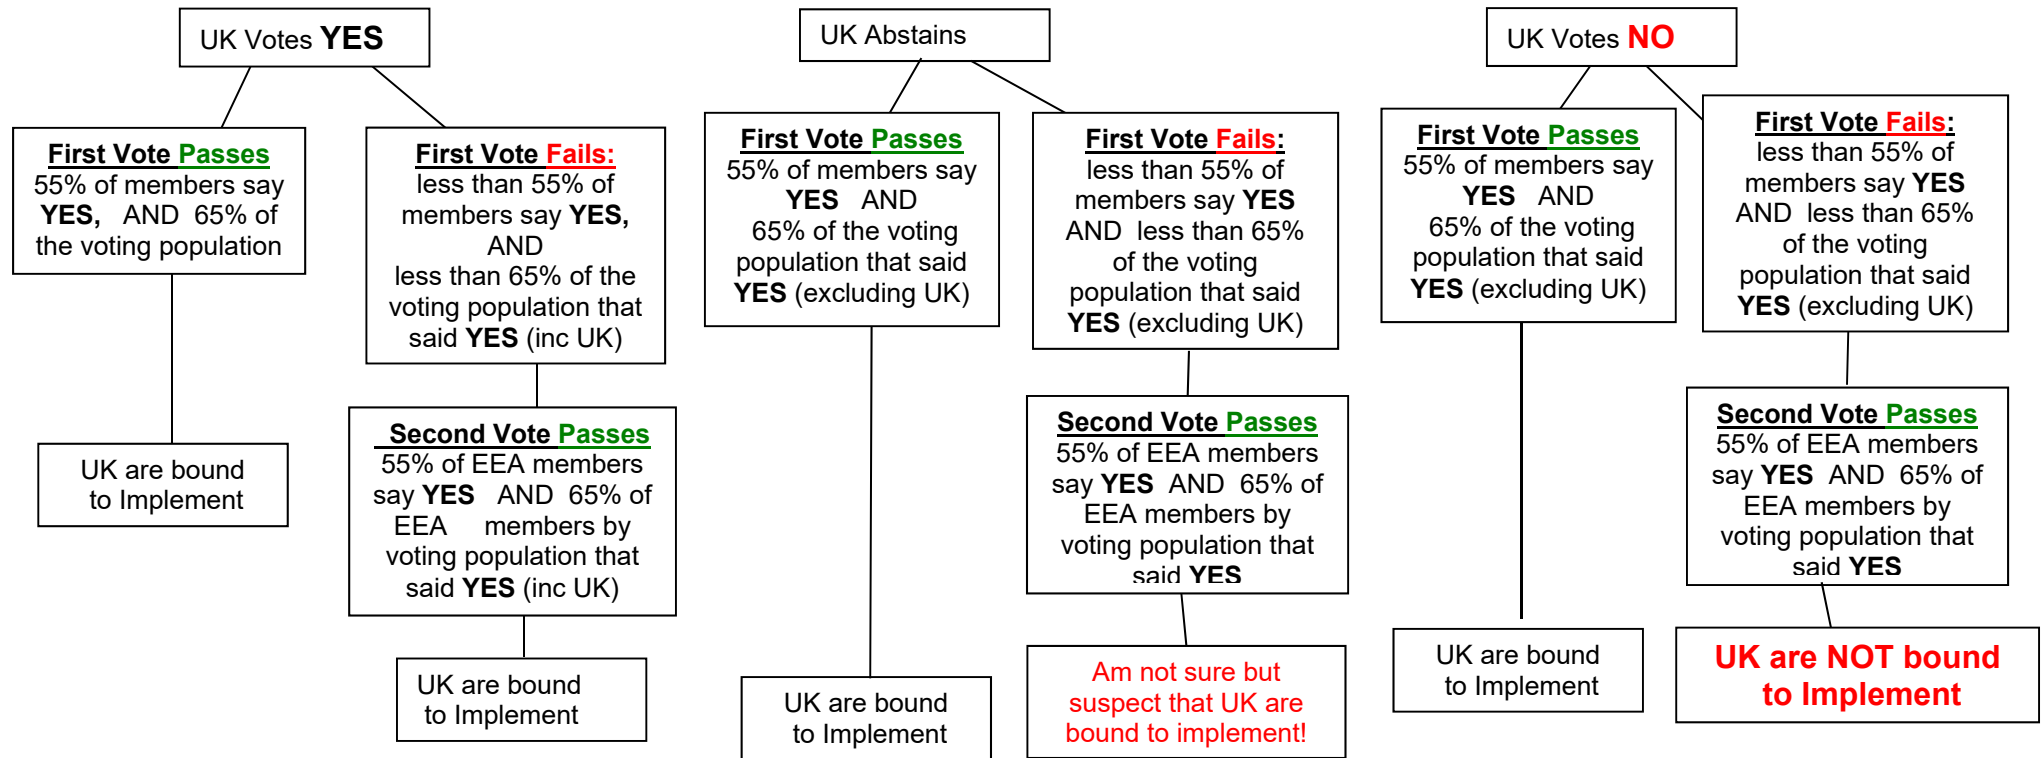 UK Votes YES
First Vote Passes
55% of members say
YES, AND 65% of
the voting population
UK are bound
to Implement
First Vote Fails:
less than 55% of
members say YES,
AND
less than 65% of the
voting population that
said YES (inc UK)
Second Vote Passes
55% of EEA members
say YES AND 65% of
EEA members by
voting population that
said YES (inc UK)
UK are bound
to Implement
UK Abstains
First Vote Passes
55% of members say
YES AND
65% of the voting
population that said
YES (excluding UK)
UK are bound
to Implement
First Vote Fails:
less than 55% of
members say YES
AND less than 65%
of the voting
population that said
YES (excluding UK)
Second Vote Passes
55% of EEA members
say YES AND 65% of
EEA members by
voting population that
said YES
Am not sure but
suspect that UK are
bound to implement!
UK Votes NO
First Vote Passes
55% of members say
YES AND
65% of the voting
population that said
YES (excluding UK)
UK are bound
to Implement
First Vote Fails:
less than 55% of
members say YES
AND less than 65%
of the voting
population that said
YES (excluding UK)
Second Vote Passes
55% of EEA members
say YES AND 65% of
EEA members by
voting population that
said YES
UK are NOT bound
to Implement